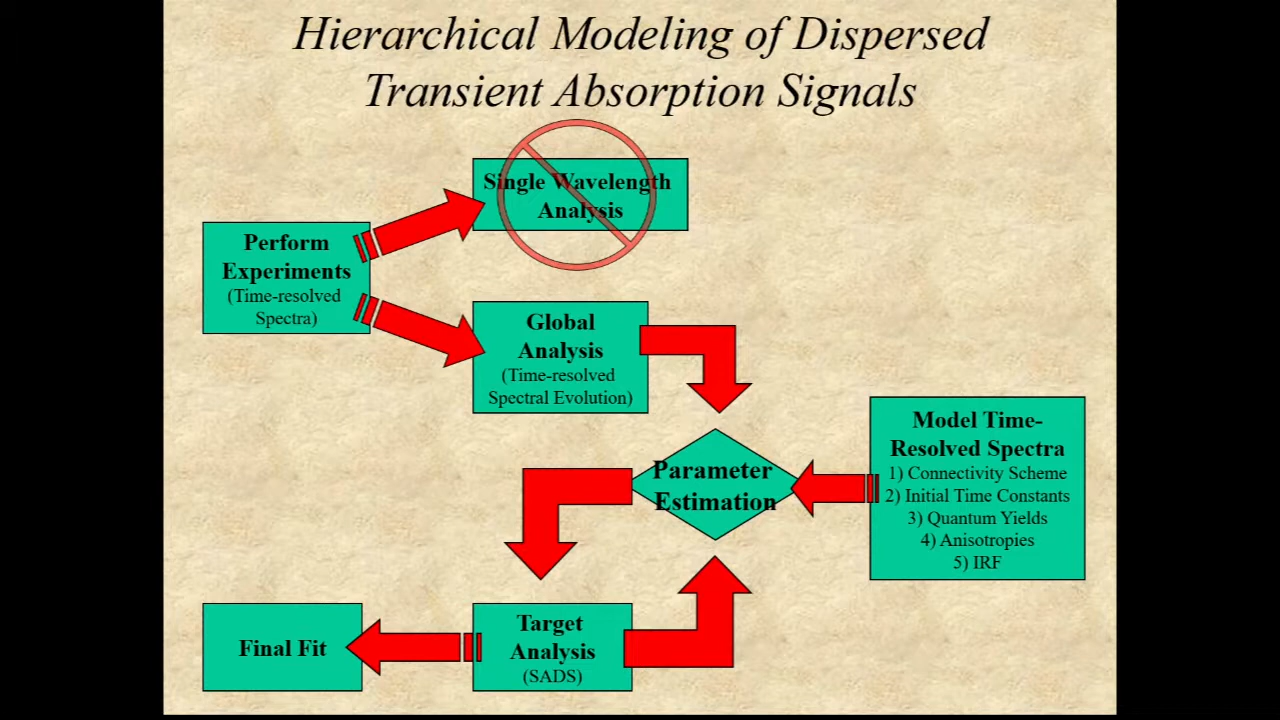 Hierarchical Modeling of Dispersed
Transient Absorption Signals
Single Wavelength
Analysis
Perform
Experiments
(Time-resolved
Spectra)
Global
Analysis
(Time-resolved
Spectral Evolution)
Model Time-
Resolved Spectra
1) Connectivity Scheme
2) Initial Time Constants
3) Quantum Yields
4) Anisotropies
5) IRF
Parameter
Estimation
Target
Analysis
(SADS)
Final Fit